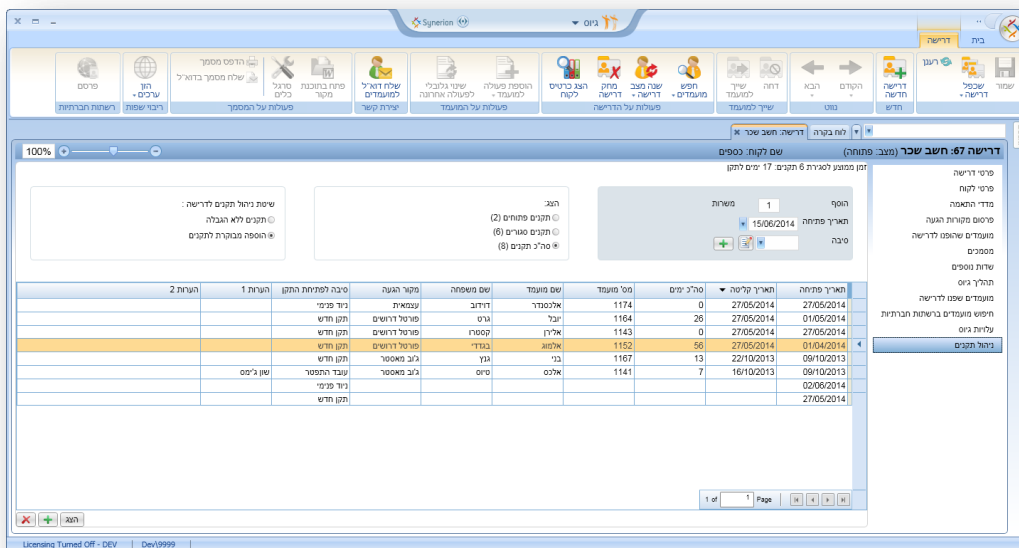 Synerion
גיוס
בית
דרישה
שמור
שכפל דרישה
רענן
דרישה חדשה
חדש
הקודם
הבא
נווט
דחה
שייך למועמד
שייך למועמד
חפש מועמדים
שנה מצב דרישה
מחק דרישה
הצג כרטיס לקוח
פעולות על הדרישה
הוספת פעולה למועמד
שינוי גלובלי לפעולה אחרונה
פעולות על המועמד
שלח דוא"ל למועמדים
יצירת קשר
פתח בתוכנת מקור
סרגל כלים
הדפס מסמך
שלח מסמך בדוא"ל
פעולות על המסמך
הזן ערכים
ריבוי שפות
פרסם
רשתות חברתיות
לוח בקרה
דרישה: חשב שכר
דרישה 67: חשב שכר (מצב: פתוחה)
שם לקוח: כספים
100%
פרטי דרישה
פרטי לקוח
מדדי התאמה
פרסום מקורות הגעה
מועמדים שהופנו לדרישה
מסמכים
שדות נוספים
תהליך גיוס
מועמדים שפנו לדרישה
חיפוש מועמדים ברשתות חברתיות
עלויות גיוס
ניהול תקנים
זמן ממוצע לסגירת 6 תקנים: 17 ימים לתקן
הוסף 1 משרות
תאריך פתיחה 15/06/2014
סיבה
הצג:
תקנים פתוחים (2)
תקנים סגורים (6)
סה"כ תקנים (8)
שיטת ניהול תקנים לדרישה :
תקנים ללא הגבלה
הוספה מבוקרת לתקנים
תאריך פתיחה תאריך קליטה סה"כ ימים מס' מועמד שם מועמד שם משפחה מקור הגעה סיבה לפתיחת התקן הערות 1 הערות 2
27/05/2014 27/05/2014 0 1174 אלכסנדר דוידוב עצמאית ניוד פנימי
01/05/2014 27/05/2014 26 1164 יובל גרט פורטל דרושים תקן חדש
27/05/2014 27/05/2014 0 1143 אלירן קסטרו פורטל דרושים תקן חדש
01/04/2014 27/05/2014 56 1152 אלמוג בגדדי פורטל דרושים תקן חדש
09/10/2013 22/10/2013 13 1167 בני גנץ ג'וב מאסטר תקן חדש
09/10/2013 16/10/2013 7 1141 אלכס טיוס ג'וב מאסטר עובד התפטר שון ג'ימס
02/06/2014 ניוד פנימי
27/05/2014 תקן חדש
1 of 1 Page
הצג
Licensing Turned Off - DEV Dev\9999